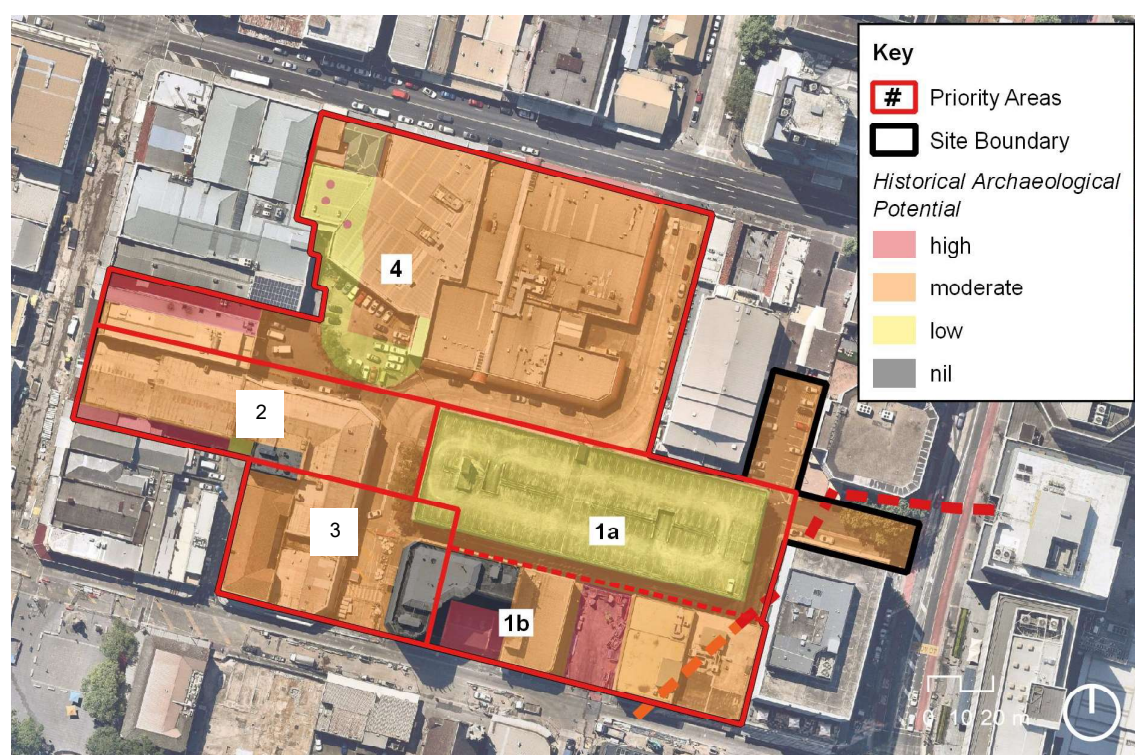 Key
# Priority Areas
Site Boundary
Historical Archaeological
Potential
high
moderate
low
nil
4
2
3
1a
1b
0 10 20 m